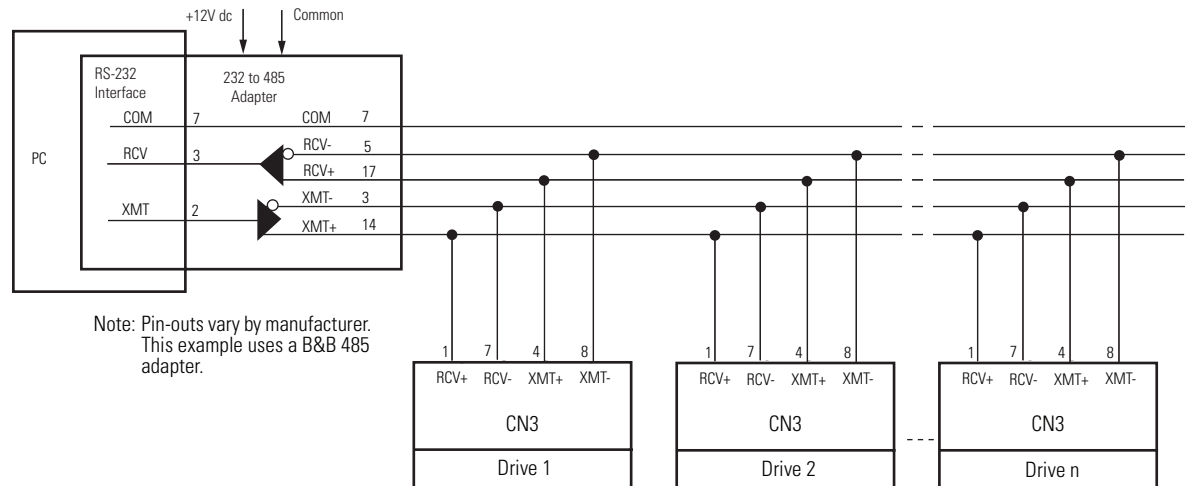 +12V dc Common
RS-232
Interface
232 to 485
Adapter
PC
COM 7 COM 7
RCV 3 RCV- 5
RCV+ 17
XMT 2 XMT- 3
XMT+ 14
Note: Pin-outs vary by manufacturer.
This example uses a B&B 485
adapter.
1 7 4 8
RCV+ RCV- XMT+ XMT-
CN3
Drive 1
1 7 4 8
RCV+ RCV- XMT+ XMT-
CN3
Drive 2
1 7 4 8
RCV+ RCV- XMT+ XMT-
CN3
Drive n